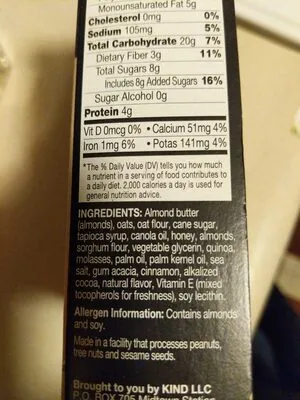 Monounsaturated Fat 5g
Cholesterol 0mg 0%
Sodium 105mg 5%
Total Carbohydrate 20g 7%
Dietary Fiber 3g 11%
Total Sugars 8g
Includes 8g Added Sugars 16%
Sugar Alcohol 0g
Protein 4g
Vit D 0mcg 0% • Calcium 51mg 4%
Iron 1mg 6% • Potas 141mg 4%
*The % Daily Value (DV) tells you how much
a nutrient in a serving of food contributes to
a daily diet. 2,000 calories a day is used for
general nutrition advice.
INGREDIENTS: Almond butter
(almonds), oats, oat flour, cane sugar,
tapioca syrup, canola oil, honey, almonds,
sorghum flour, vegetable glycerin, quinoa,
molasses, palm oil, palm kernel oil, sea
salt, gum acacia, cinnamon, alkalized
cocoa, natural flavor, Vitamin E (mixed
tocopherols for freshness), soy lecithin.
Allergen Information: Contains almonds
and soy.
Made in a facility that processes peanuts,
tree nuts and sesame seeds.
Brought to you by KIND LLC
P.O. BOX 705 Midtown Station